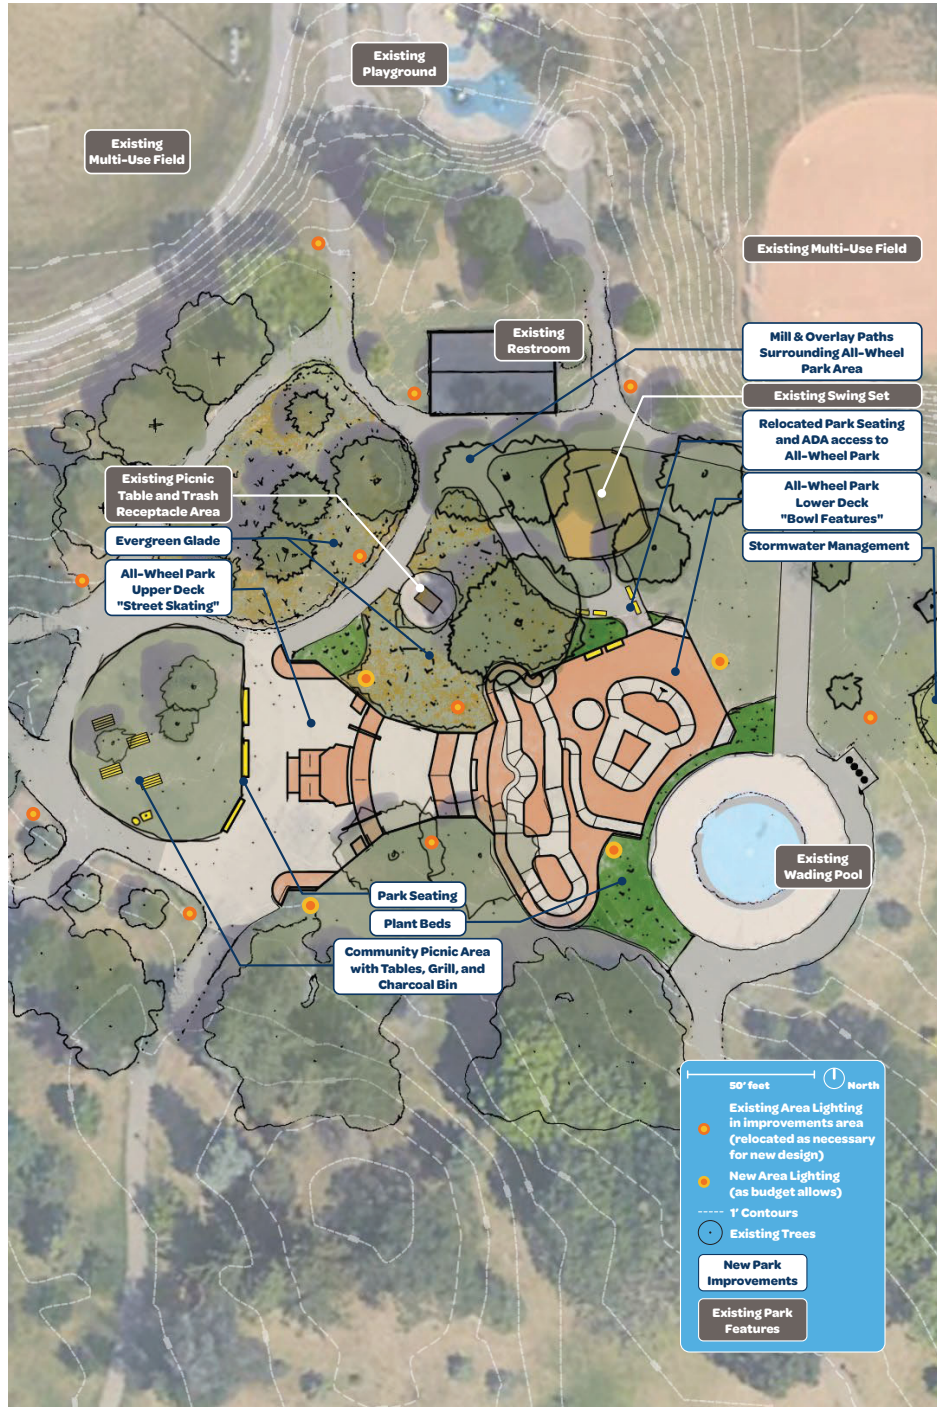 Existing
Playground
Existing
Multi-Use Field
Existing Multi-Use Field
Existing
Restroom
Mill & Overlay Paths
Surrounding All-Wheel
Park Area
Existing Swing Set
Relocated Park Seating
and ADA access to
All-Wheel Park
All-Wheel Park
Lower Deck
"Bowl Features"
Stormwater Management
Existing Picnic
Table and Trash
Receptacle Area
Evergreen Glade
All-Wheel Park
Upper Deck
"Street Skating"
Existing
Wading Pool
Park Seating
Plant Beds
Community Picnic Area
with Tables, Grill, and
Charcoal Bin
50' feet
North
Existing Area Lighting
in improvements area
(relocated as necessary
for new design)
New Area Lighting
(as budget allows)
1' Contours
Existing Trees
New Park
Improvements
Existing Park
Features